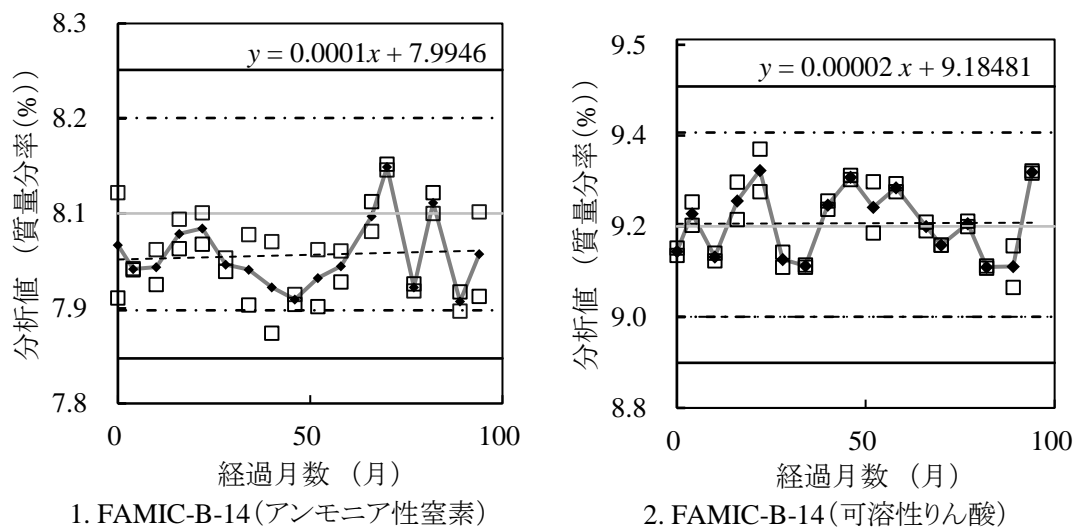 8.3
8.2
8.1
7.9
7.8
0
50
100
y = 0.0001x + 7.9946
分析値 (質量分率(%))
経過月数 (月)
1. FAMIC-B-14(アンモニア性窒素)
9.5
9.4
9.2
9.0
8.8
0
50
100
y = 0.00002 x + 9.18481
分析値 (質量分率(%))
経過月数 (月)
2. FAMIC-B-14(可溶性りん酸)